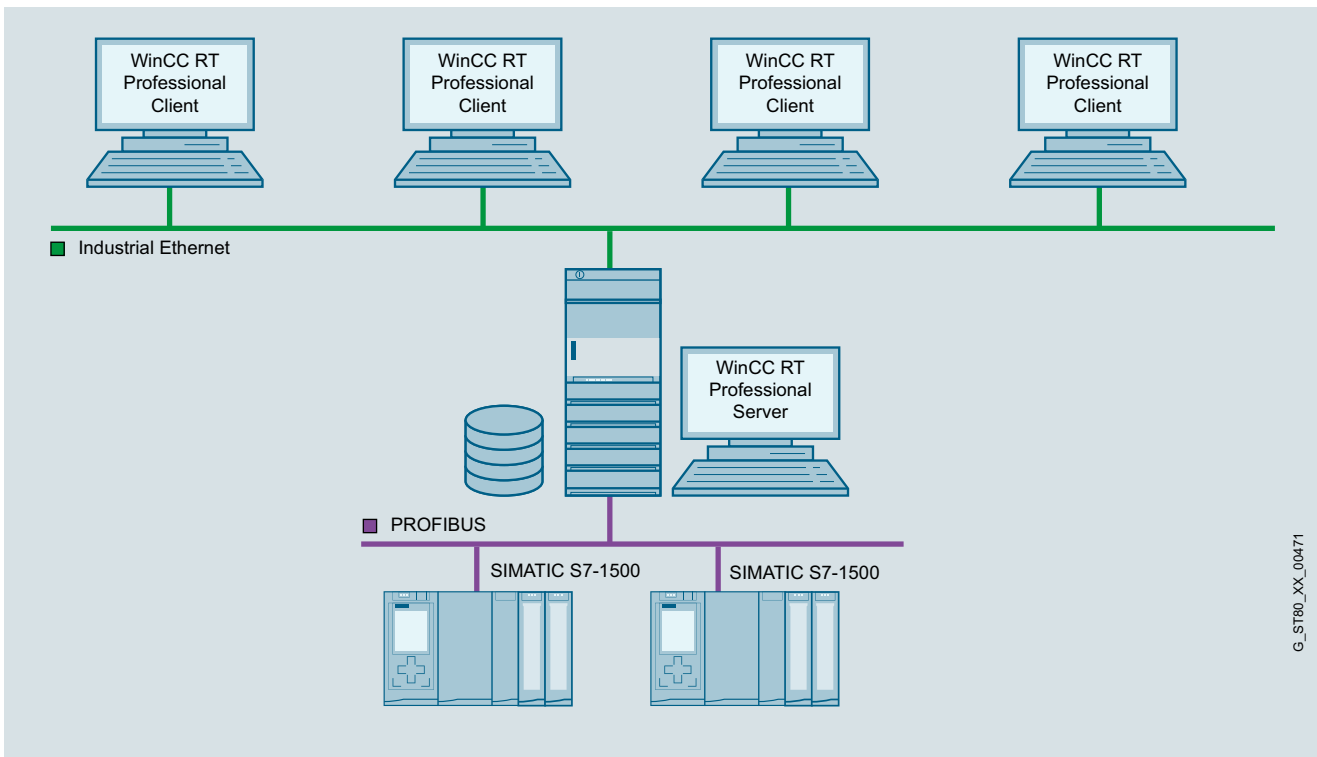 WinCC RT
Professional
Client
WinCC RT
Professional
Client
WinCC RT
Professional
Client
WinCC RT
Professional
Client
Industrial Ethernet
WinCC RT
Professional
Server
PROFIBUS
SIMATIC S7-1500
SIMATIC S7-1500
G_ST80_XX_00471